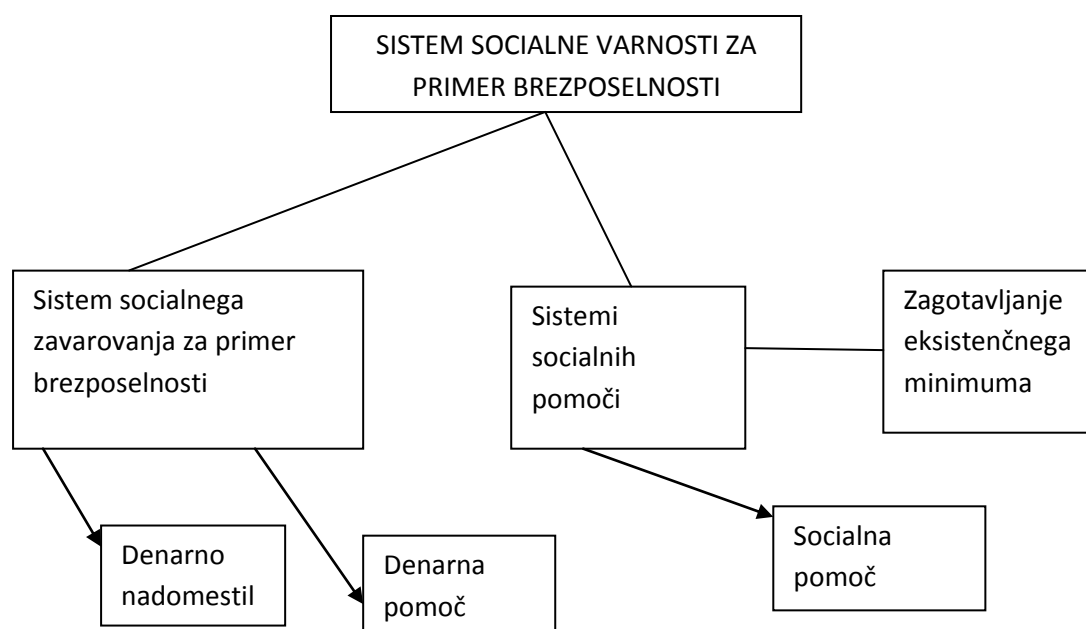 SISTEM SOCIALNE VARNOSTI ZA
PRIMER BREZPOSELNOSTI
Sistem socialnega
zavarovanja za primer
brezposelnosti
Sistemi
socialnih
pomoči
Zagotavljanje
eksistenčnega
minimuma
Denarno
nadomestil
Denarna
pomoč
Socialna
pomoč